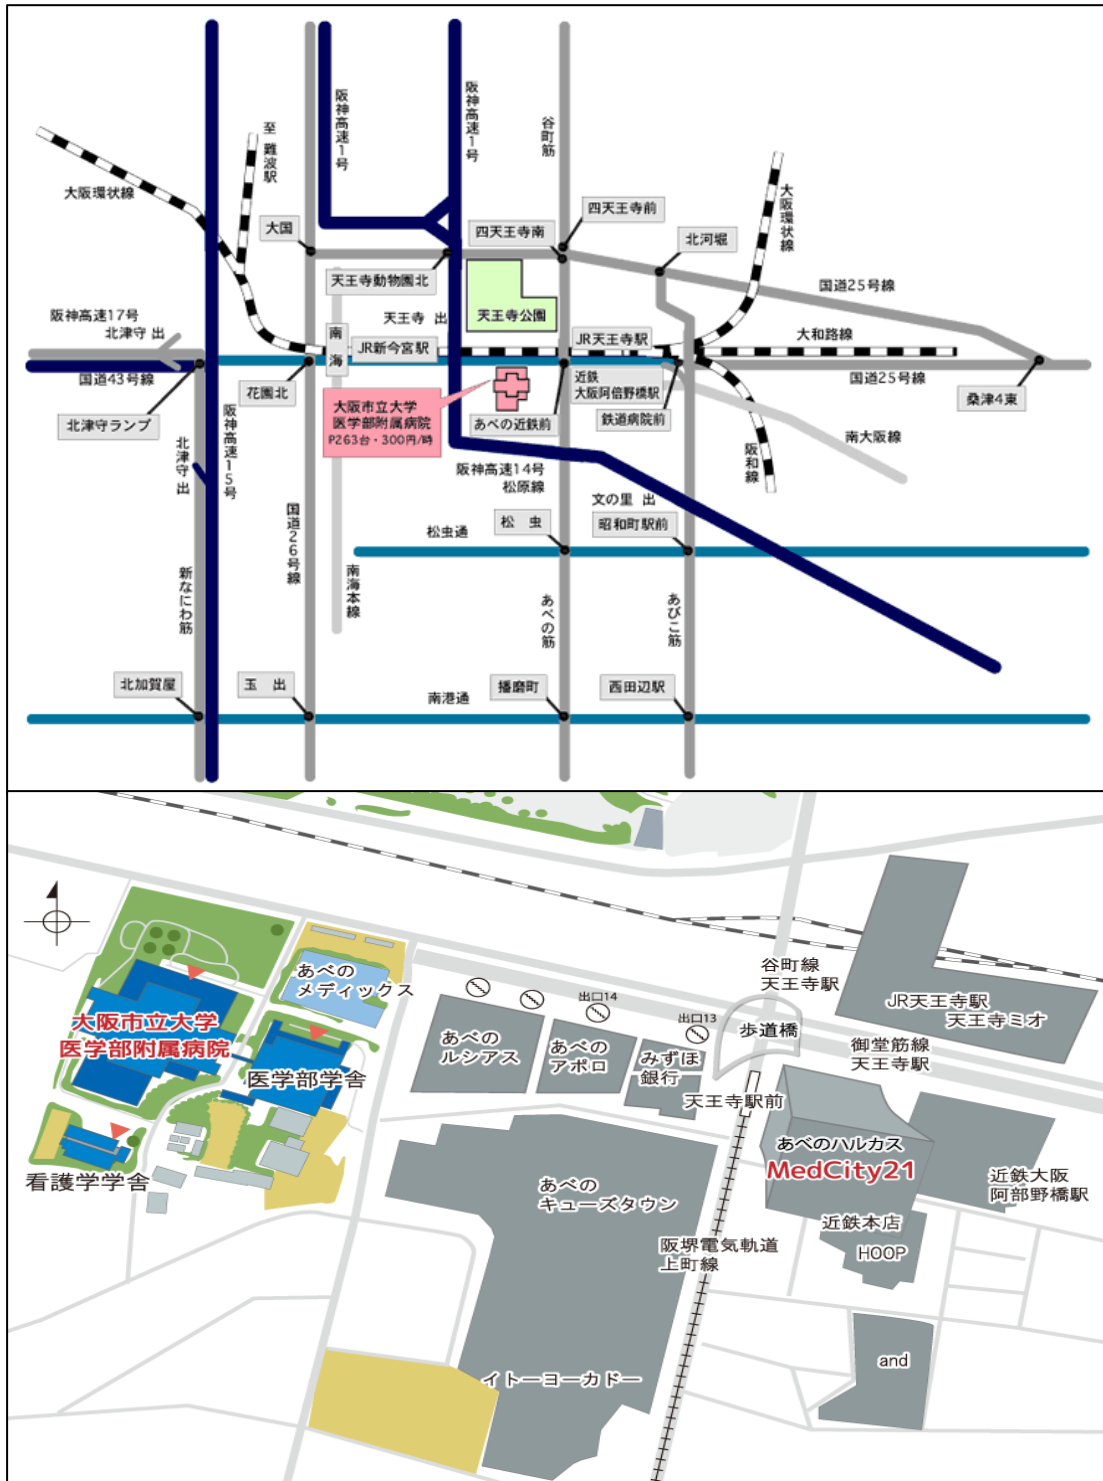 阪神高速1号
阪神高速1号
谷町筋
至 難波駅
大阪環状線
大阪環状線
大国
四天王寺前
四天王寺南
北河堀
天王寺動物園北
国道25号線
阪神高速17号
北津守 出
天王寺 出
天王寺公園
南海
JR新今宮駅
JR天王寺駅
大和路線
国道43号線
花園北
近鉄
大阪阿倍野橋駅
国道25号線
北津守ランプ
大阪市立大学
医学部附属病院
P263台・300円/時
あべの近鉄前
鉄道病院前
桑津4東
南大阪線
阪和線
北津守 出
阪神高速15号
阪神高速14号
松原線
文の里 出
国道26号線
松虫通
松 虫
昭和町駅前
新なにわ筋
南海本線
あべの筋
あびこ筋
北加賀屋
玉 出
南港通
播磨町
西田辺駅
あべの
メディックス
谷町線
天王寺駅
JR天王寺駅
天王寺ミオ
出口14
出口13
大阪市立大学
医学部附属病院
医学部学舎
あべの
ルシアス
あべの
アポロ
みずほ
銀行
歩道橋
御堂筋線
天王寺駅
天王寺駅前
あべのハルカス
MedCity21
看護学学舎
あべの
キューズタウン
近鉄大阪
阿部野橋駅
近鉄本店
HOOP
阪堺電気軌道
上町線
and
イトーヨーカドー